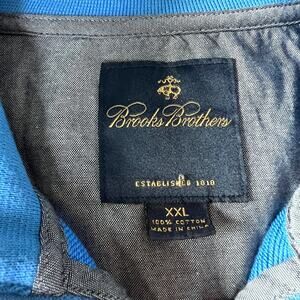 Brooks Brothers
ESTABLISHED 1818
XXL
100% COTTON
MADE IN CHINA